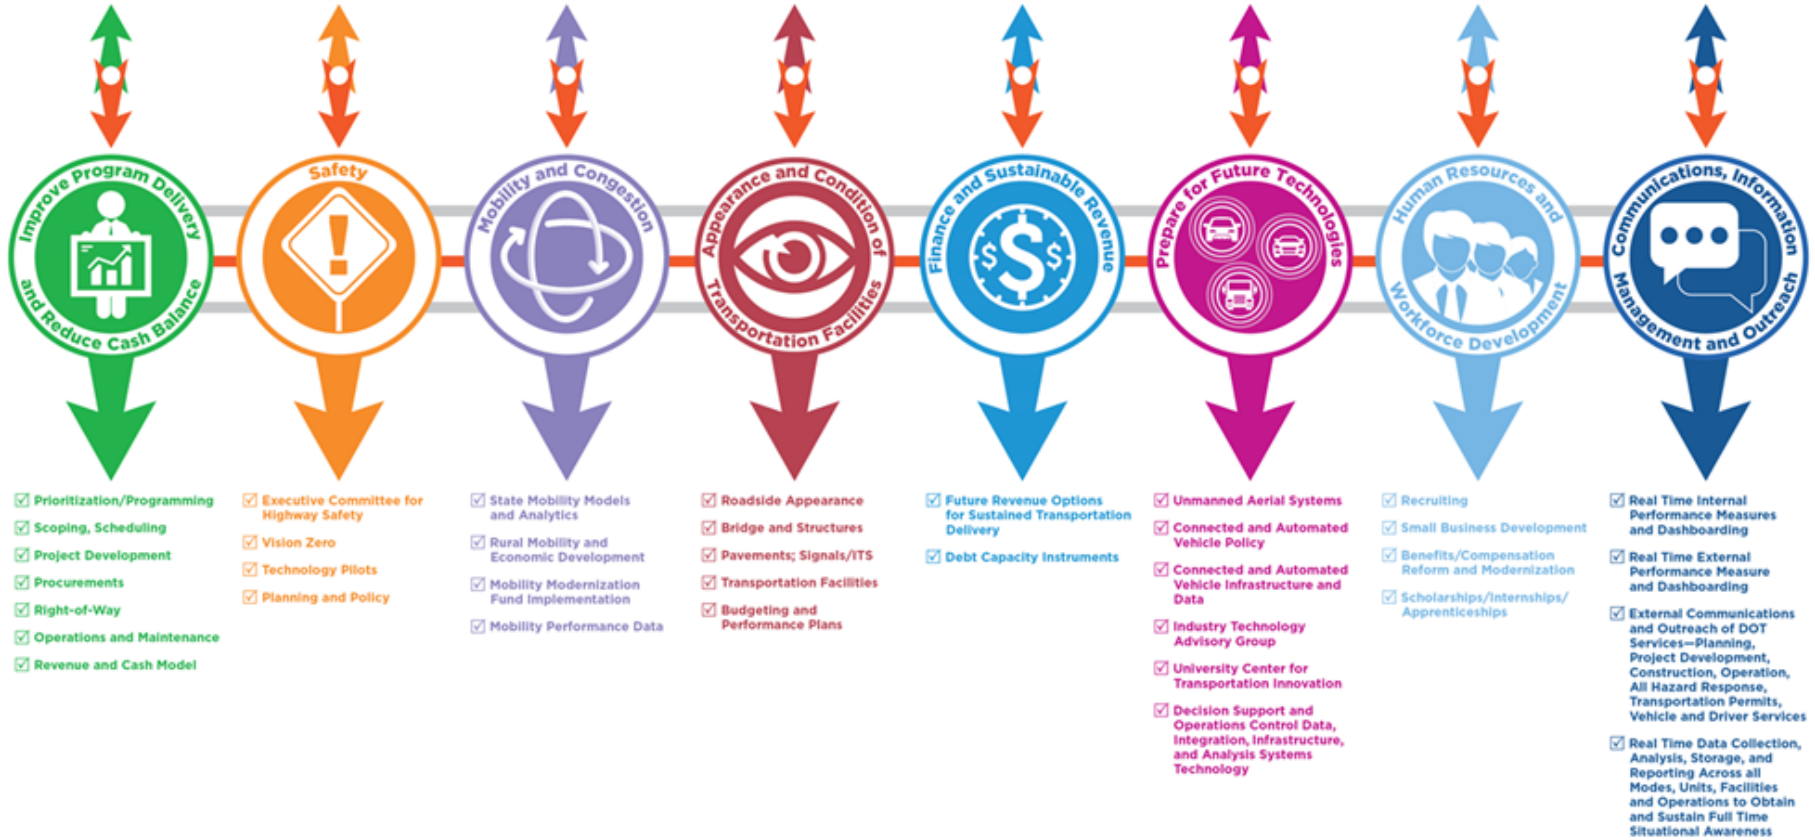 Improve Program Delivery
and Reduce Cash Balance
Safety
Mobility and Congestion
Appearance and Condition of
Transportation Facilities
Finance and Sustainable Revenue
$ $ $
Prepare for Future Technologies
Human Resources and
Workforce Development
Communications, Information
Management and Outreach
Prioritization/Programming
Scoping, Scheduling
Project Development
Procurements
Right-of-Way
Operations and Maintenance
Revenue and Cash Model
Executive Committee for
Highway Safety
Vision Zero
Technology Pilots
Planning and Policy
State Mobility Models
and Analytics
Rural Mobility and
Economic Development
Mobility Modernization
Fund Implementation
Mobility Performance Data
Roadside Appearance
Bridge and Structures
Pavements; Signals/ITS
Transportation Facilities
Budgeting and
Performance Plans
Future Revenue Options
for Sustained Transportation
Delivery
Debt Capacity Instruments
Unmanned Aerial Systems
Connected and Automated
Vehicle Policy
Connected and Automated
Vehicle Infrastructure and
Data
Industry Technology
Advisory Group
University Center for
Transportation Innovation
Decision Support and
Operations Control Data,
Integration, Infrastructure,
and Analysis Systems
Technology
Recruiting
Small Business Development
Benefits/Compensation
Reform and Modernization
Scholarships/Internships/
Apprenticeships
Real Time Internal
Performance Measures
and Dashboarding
Real Time External
Performance Measure
and Dashboarding
External Communications
and Outreach of DOT
Services—Planning,
Project Development,
Construction, Operation,
All Hazard Response,
Transportation Permits,
Vehicle and Driver Services
Real Time Data Collection,
Analysis, Storage, and
Reporting Across all
Modes, Units, Facilities
and Operations to Obtain
and Sustain Full Time
Situational Awareness